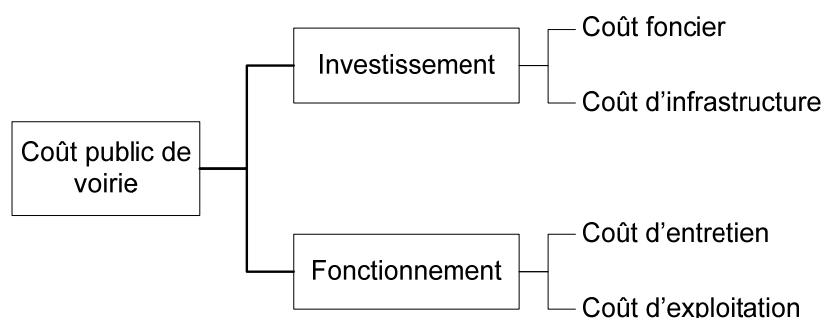 Coût public de
voirie
Investissement
Coût foncier
Coût d’infrastructure
Fonctionnement
Coût d’entretien
Coût d’exploitation